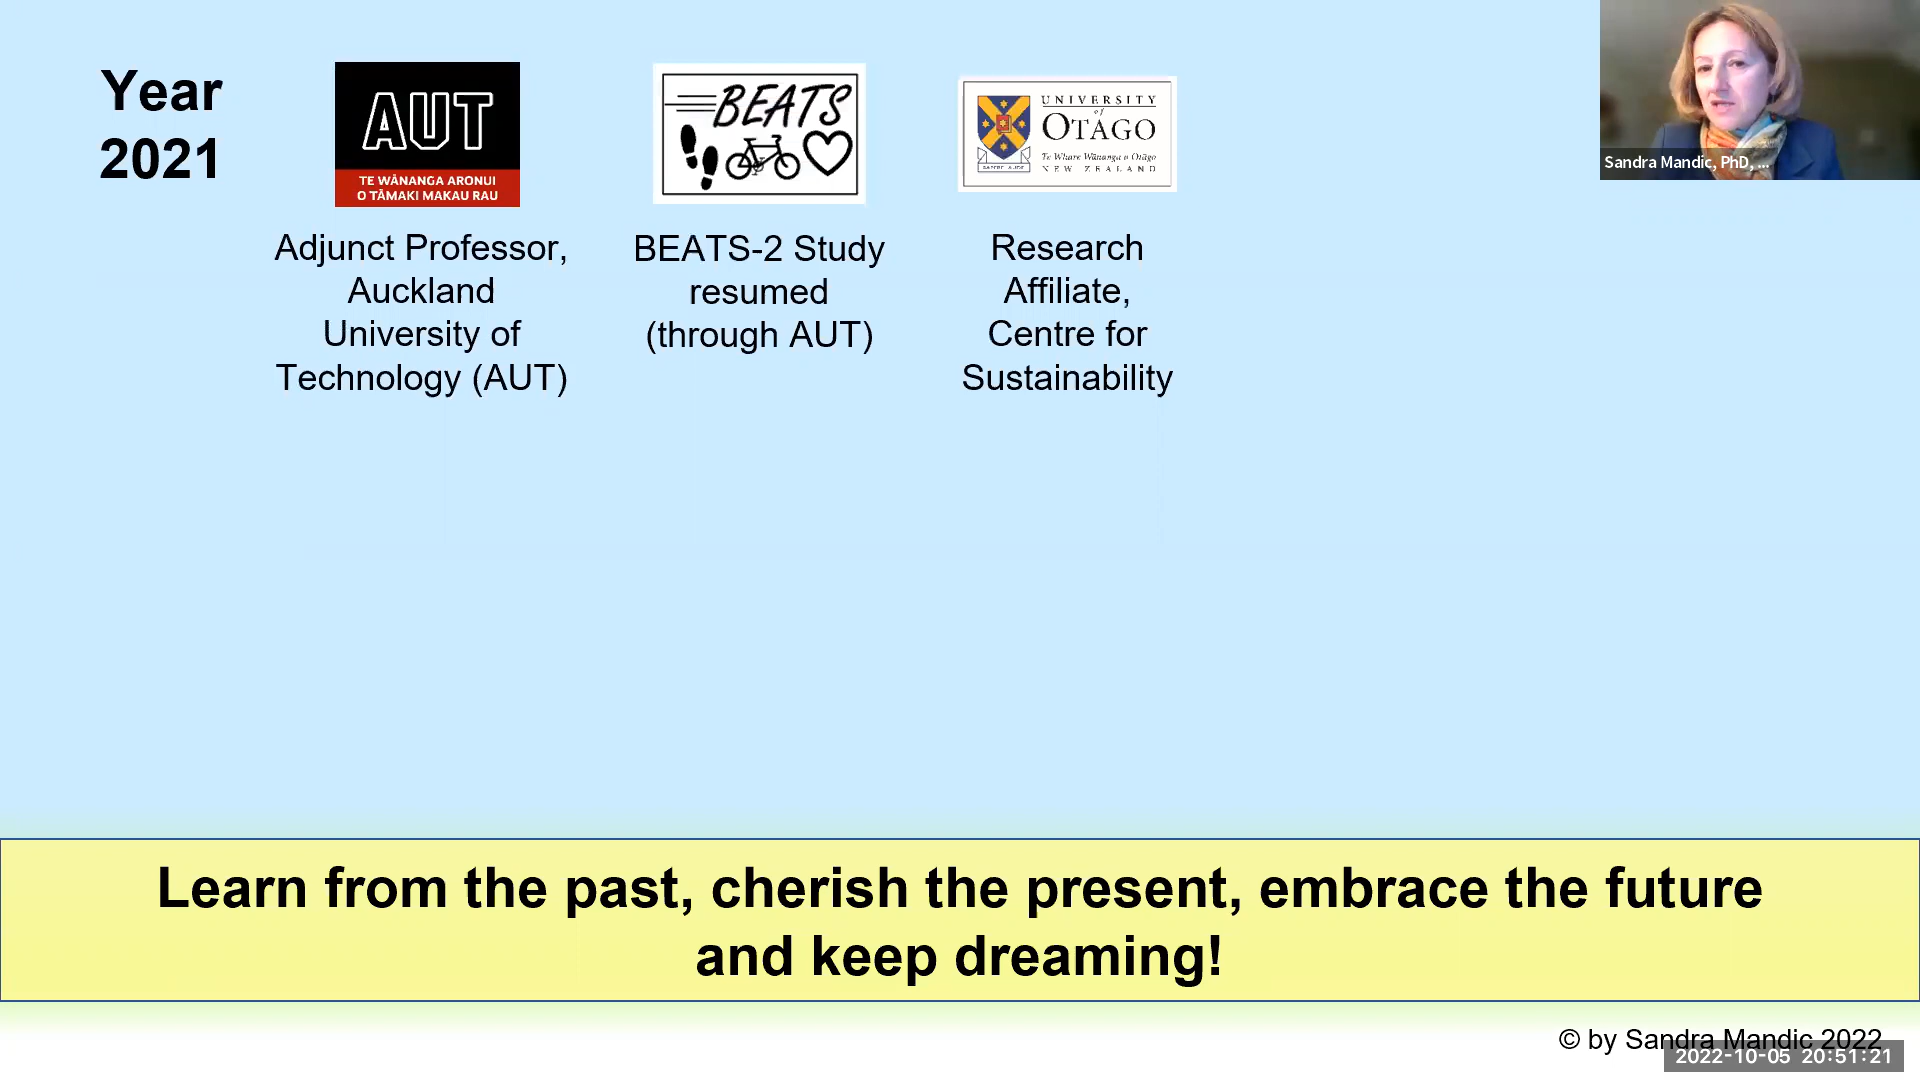 Year
2021
AUT
TE WĀNANGA ARONUI
O TĀMAKI MAKAU RAU
Adjunct Professor,
Auckland
University of
Technology (AUT)
BEATS
BEATS-2 Study
resumed
(through AUT)
UNIVERSITY
of
OTAGO
Te Whare Wānanga o Otāgo
NEW ZEALAND
SAPERE AUDE
Research
Affiliate,
Centre for
Sustainability
Sandra Mandic, PhD, ...
Learn from the past, cherish the present, embrace the future
and keep dreaming!
© by Sandra Mandic 2022
2022-10-05 20:51:21